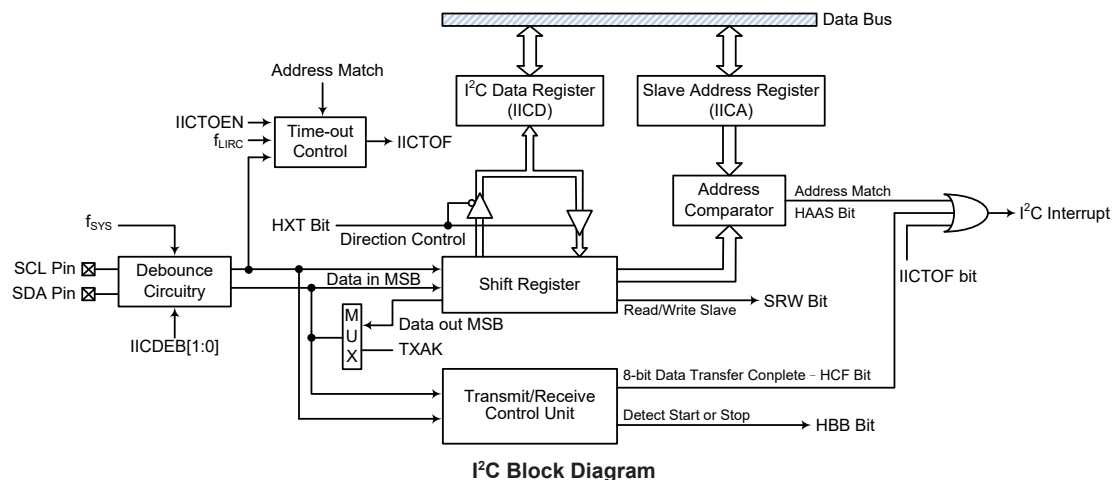 Data Bus
Address Match
I²C Data Register
(IICD)
Slave Address Register
(IICA)
IICTOEN
fLIRC
Time-out
Control
IICTOF
Address
Comparator
Address Match
HAAS Bit
I²C Interrupt
HXT Bit
Direction Control
fSYS
IICTOF bit
SCL Pin
SDA Pin
Debounce
Circuitry
Data in MSB
Shift Register
Read/Write Slave
SRW Bit
IICDEB[1:0]
M
U
X
Data out MSB
TXAK
Transmit/Receive
Control Unit
8-bit Data Transfer Conplete – HCF Bit
Detect Start or Stop
HBB Bit
I²C Block Diagram